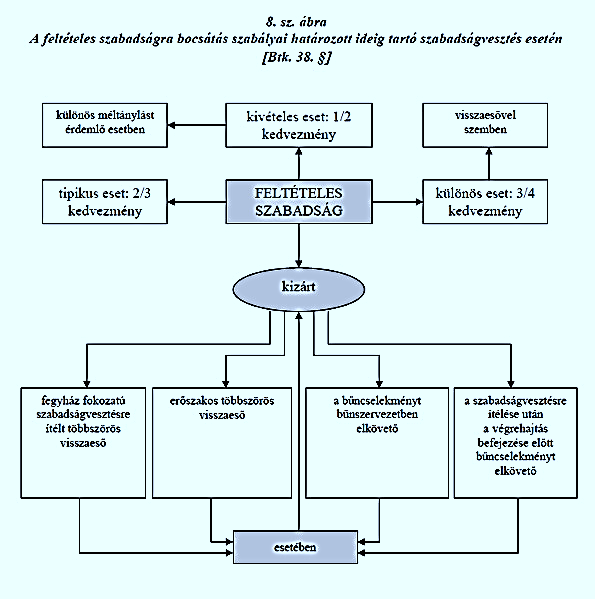 8. sz. ábra
A feltételes szabadságra bocsátás szabályai határozott ideig tartó szabadságvesztés esetén
[Btk. 38. §]
különös méltánylást
érdemlő esetben
kivételes eset: 1/2
kedvezmény
visszaesővel
szemben
tipikus eset: 2/3
kedvezmény
FELTÉTELES
SZABADSÁG
különös eset: 3/4
kedvezmény
kizárt
fegyház fokozatú
szabadságvesztésre
ítélt többszörös
visszaeső
erőszakos többszörös
visszaeső
a bűncselekményt
bűnszervezetben
elkövető
a szabadságvesztésre
ítélése után
a végrehajtás
befejezése előtt
bűncselekményt
elkövető
esetében